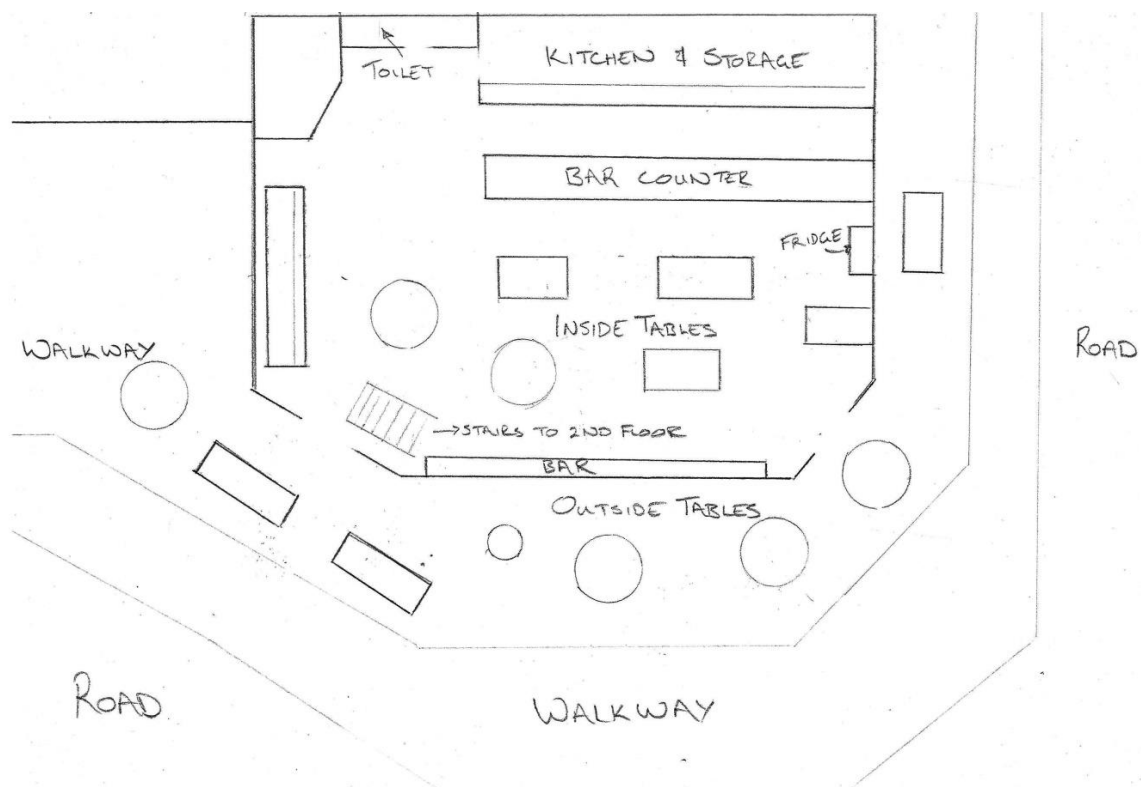 KITCHEN & STORAGE
TOILET
BAR COUNTER
FRIDGE
INSIDE TABLES
WALKWAY
ROAD
STAIRS TO 2ND FLOOR
BAR
OUTSIDE TABLES
ROAD
WALKWAY